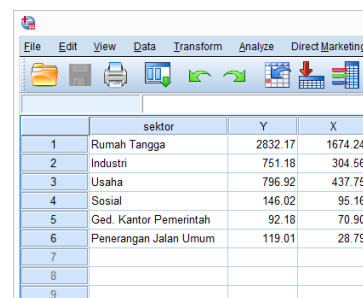 File Edit View Data Transform Analyze Direct Marketing
sektor Y X
1 Rumah Tangga 2832.17 1674.24
2 Industri 751.18 304.56
3 Usaha 796.92 437.75
4 Sosial 146.02 95.16
5 Ged. Kantor Pemerintah 92.18 70.90
6 Penerangan Jalan Umum 119.01 28.79
7
8
9